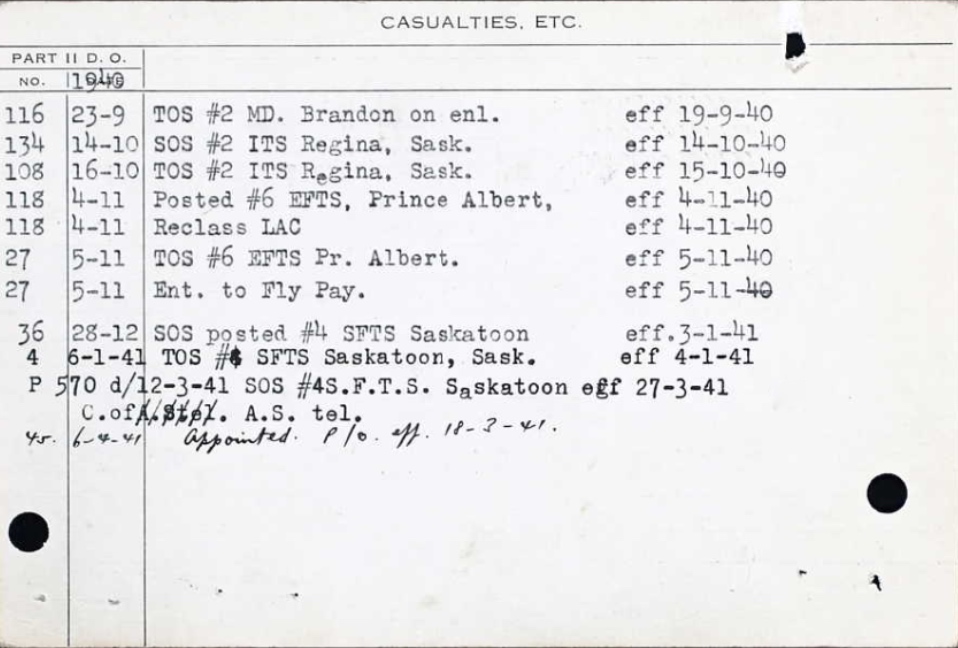 CASUALTIES, ETC.
PART II D. O.
NO. 1940
116 23-9 TOS #2 MD. Brandon on enl. eff 19-9-40
134 14-10 SOS #2 ITS Regina, Sask. eff 14-10-40
108 16-10 TOS #2 ITS Regina, Sask. eff 15-10-40
118 4-11 Posted #6 EFTS, Prince Albert, eff 4-11-40
118 4-11 Reclass LAC eff 4-11-40
27 5-11 TOS #6 EFTS Pr. Albert. eff 5-11-40
27 5-11 Ent. to Fly Pay. eff 5-11-40
36 28-12 SOS posted #4 SFTS Saskatoon eff.3-1-41
4 6-1-41 TOS #4 SFTS Saskatoon, Sask. eff 4-1-41
P 570 d/12-3-41 SOS #4S.F.T.S. Saskatoon eff 27-3-41
C.of A.S. tel.
45. 6-4-41 Appointed. P/O. eff. 18-3-41.